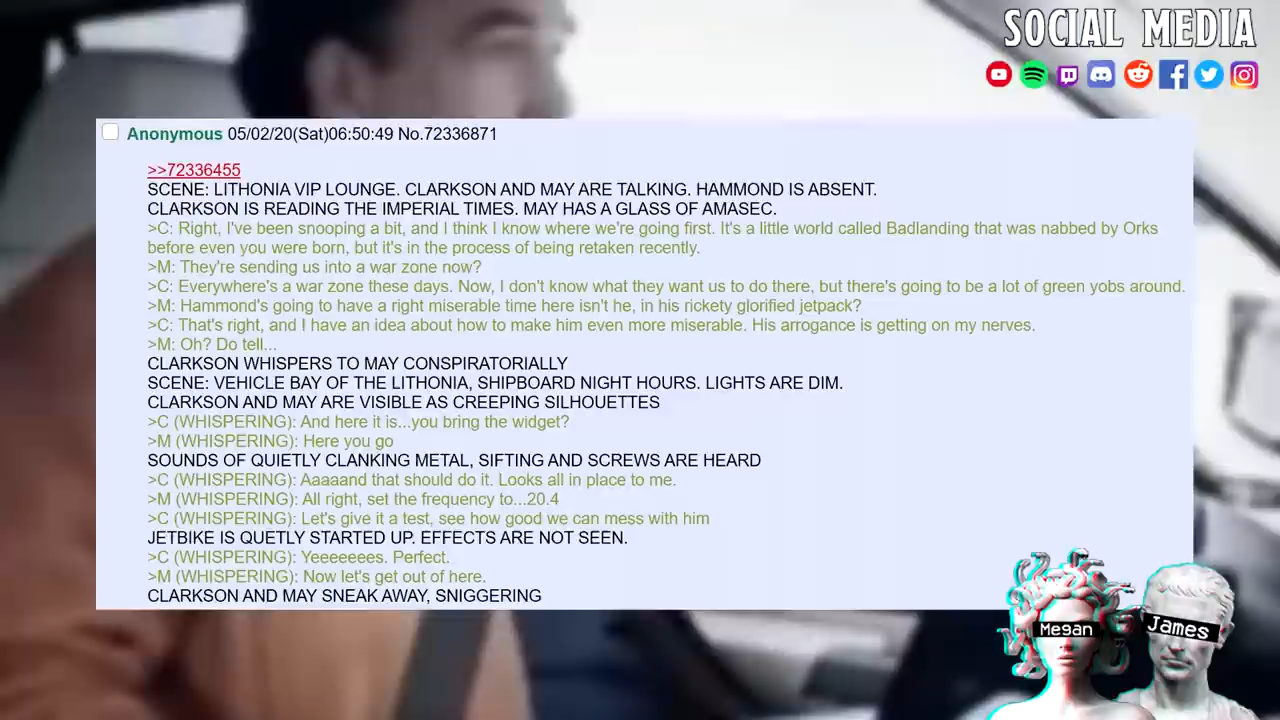 SOCIAL MEDIA
Anonymous 05/02/20(Sat)06:50:49 No.72336871
>>72336455
SCENE: LITHONIA VIP LOUNGE. CLARKSON AND MAY ARE TALKING. HAMMOND IS ABSENT.
CLARKSON IS READING THE IMPERIAL TIMES. MAY HAS A GLASS OF AMASEC.
>C: Right, I've been snooping a bit, and I think I know where we're going first. It's a little world called Badlanding that was nabbed by Orks
before even you were born, but it's in the process of being retaken recently.
>M: They're sending us into a war zone now?
>C: Everywhere's a war zone these days. Now, I don't know what they want us to do there, but there's going to be a lot of green yobs around.
>M: Hammond's going to have a right miserable time here isn't he, in his rickety glorified jetpack?
>C: That's right, and I have an idea about how to make him even more miserable. His arrogance is getting on my nerves.
>M: Oh? Do tell...
CLARKSON WHISPERS TO MAY CONSPIRATORIALLY
SCENE: VEHICLE BAY OF THE LITHONIA, SHIPBOARD NIGHT HOURS. LIGHTS ARE DIM.
CLARKSON AND MAY ARE VISIBLE AS CREEPING SILHOUETTES
>C (WHISPERING): And here it is...you bring the widget?
>M (WHISPERING): Here you go
SOUNDS OF QUIETLY CLANKING METAL, SIFTING AND SCREWS ARE HEARD
>C (WHISPERING): Aaaaand that should do it. Looks all in place to me.
>M (WHISPERING): All right, set the frequency to...20.4
>C (WHISPERING): Let's give it a test, see how good we can mess with him
JETBIKE IS QUETLY STARTED UP. EFFECTS ARE NOT SEEN.
>C (WHISPERING): Yeeeeeees. Perfect.
>M (WHISPERING): Now let's get out of here.
CLARKSON AND MAY SNEAK AWAY, SNIGGERING
Megan
James